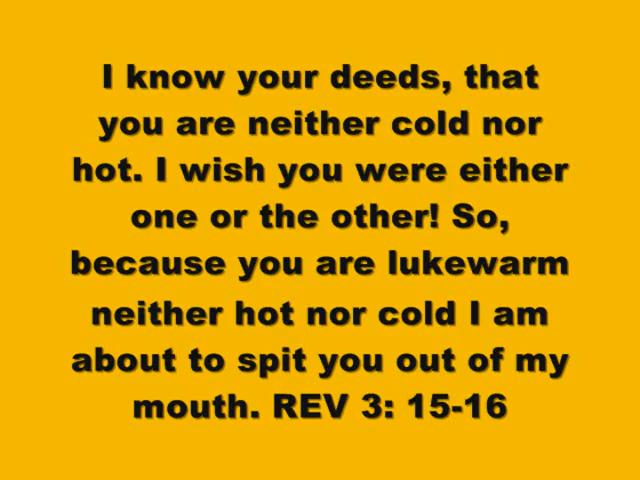 I know your deeds, that
you are neither cold nor
hot. I wish you were either
one or the other! So,
because you are lukewarm
neither hot nor cold I am
about to spit you out of my
mouth. REV 3: 15-16